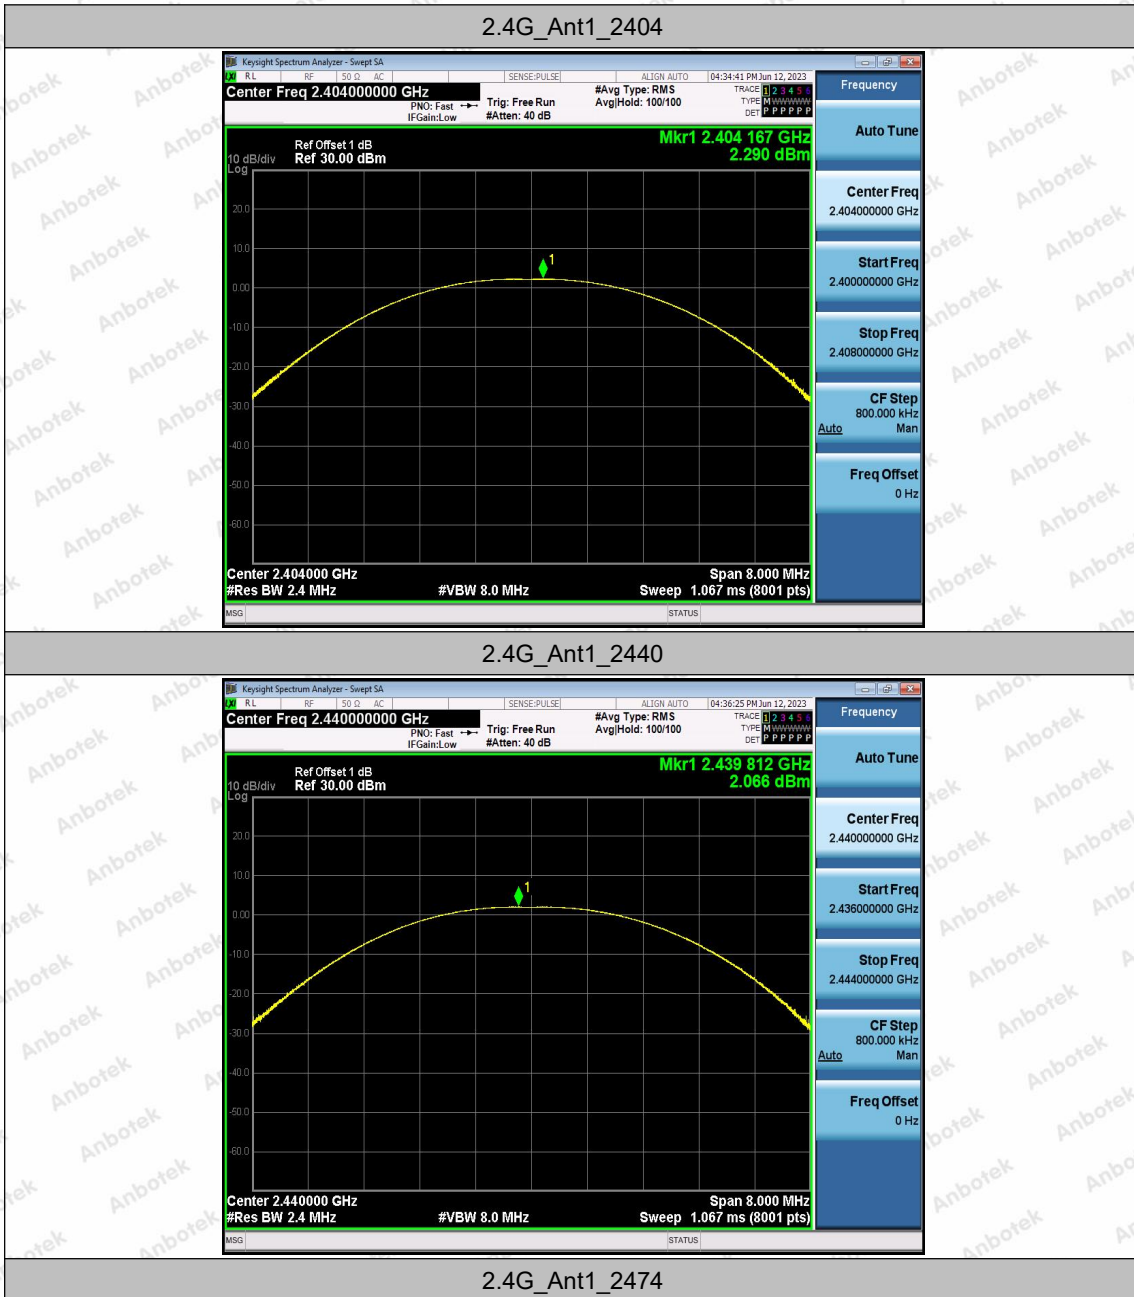 2.4G_Ant1_2404
Keysight Spectrum Analyzer - Swept SA
LXI RL RF 50 Ω AC SENSE:PULSE ALIGN AUTO 04:34:41 PM Jun 12, 2023
Center Freq 2.404000000 GHz
PNO: Fast
IFGain:Low
Trig: Free Run
#Atten: 40 dB
#Avg Type: RMS
Avg|Hold: 100/100
TRACE 1 2 3 4 5 6
TYPE M W W W W W
DET P P P P P P
Frequency
Auto Tune
Center Freq
2.404000000 GHz
Start Freq
2.400000000 GHz
Stop Freq
2.408000000 GHz
CF Step
800.000 kHz
Auto Man
Freq Offset
0 Hz
Mkr1 2.404 167 GHz
2.290 dBm
Ref Offset 1 dB
10 dB/div Ref 30.00 dBm
Log
20.0
10.0
0.00
-10.0
-20.0
-30.0
-40.0
-50.0
-60.0
1
Center 2.404000 GHz Span 8.000 MHz
#Res BW 2.4 MHz #VBW 8.0 MHz Sweep 1.067 ms (8001 pts)
MSG STATUS
2.4G_Ant1_2440
Keysight Spectrum Analyzer - Swept SA
LXI RL RF 50 Ω AC SENSE:PULSE ALIGN AUTO 04:36:25 PM Jun 12, 2023
Center Freq 2.440000000 GHz
PNO: Fast
IFGain:Low
Trig: Free Run
#Atten: 40 dB
#Avg Type: RMS
Avg|Hold: 100/100
TRACE 1 2 3 4 5 6
TYPE M W W W W W
DET P P P P P P
Frequency
Auto Tune
Center Freq
2.440000000 GHz
Start Freq
2.436000000 GHz
Stop Freq
2.444000000 GHz
CF Step
800.000 kHz
Auto Man
Freq Offset
0 Hz
Mkr1 2.439 812 GHz
2.066 dBm
Ref Offset 1 dB
10 dB/div Ref 30.00 dBm
Log
20.0
10.0
0.00
-10.0
-20.0
-30.0
-40.0
-50.0
-60.0
1
Center 2.440000 GHz Span 8.000 MHz
#Res BW 2.4 MHz #VBW 8.0 MHz Sweep 1.067 ms (8001 pts)
MSG STATUS
2.4G_Ant1_2474